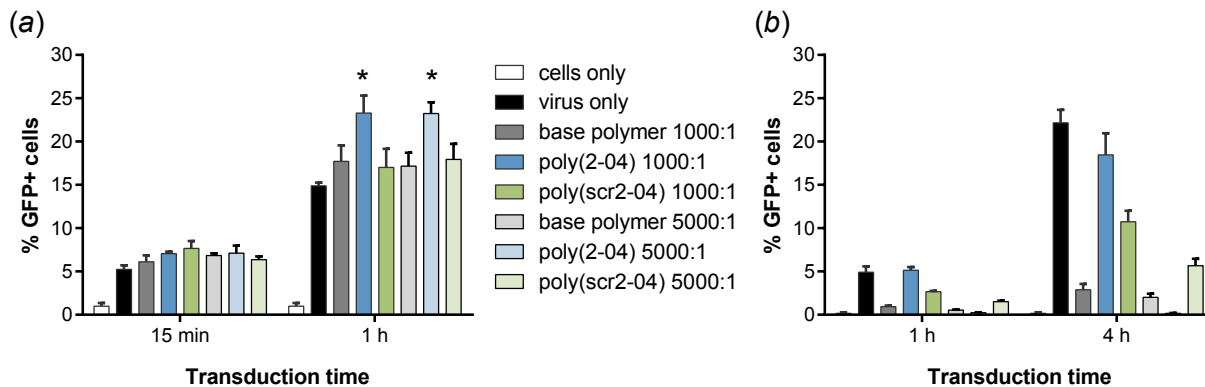 (a)
% GFP+ cells
30
25
20
15
10
5
0
* *
15 min 1 h
Transduction time
cells only
virus only
base polymer 1000:1
poly(2-04) 1000:1
poly(scr2-04) 1000:1
base polymer 5000:1
poly(2-04) 5000:1
poly(scr2-04) 5000:1
(b)
% GFP+ cells
30
25
20
15
10
5
0
1 h 4 h
Transduction time